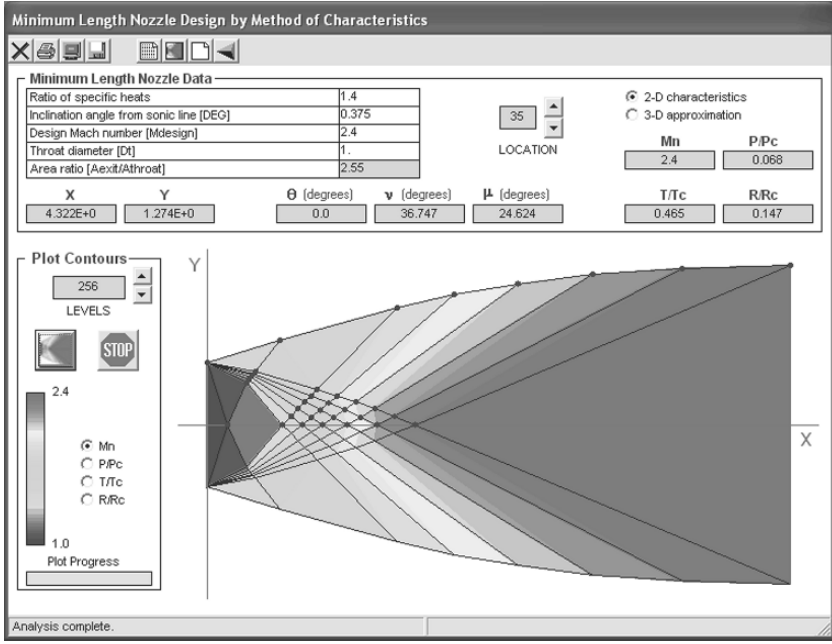 Minimum Length Nozzle Design by Method of Characteristics
Minimum Length Nozzle Data
Ratio of specific heats 1.4
Inclination angle from sonic line [DEG] 0.375
Design Mach number [Mdesign] 2.4
Throat diameter [Dt] 1.
Area ratio [Aexit/Athroat] 2.55
35
LOCATION
2-D characteristics
3-D approximation
Mn P/Pc
2.4 0.068
X Y Θ (degrees) ν (degrees) μ (degrees) T/Tc R/Rc
4.322E+0 1.274E+0 0.0 36.747 24.624 0.465 0.147
Plot Contours
256
LEVELS
STOP
2.4
Mn
P/Pc
T/Tc
R/Rc
1.0
Plot Progress
Y
X
Analysis complete.